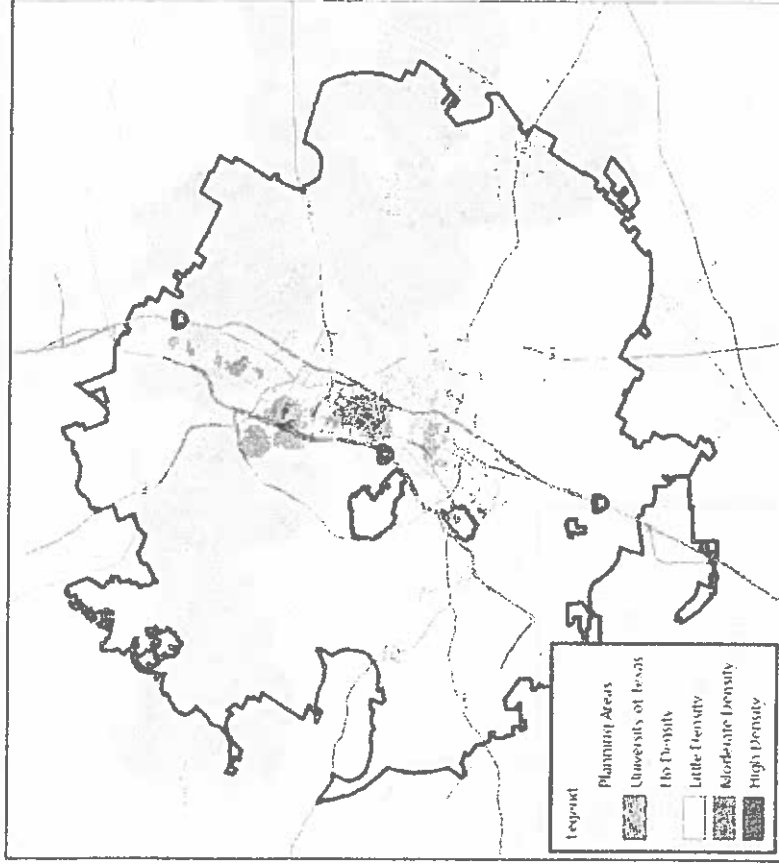 Legend
Planning Areas
University of Texas
No Density
Little Density
Moderate Density
High Density